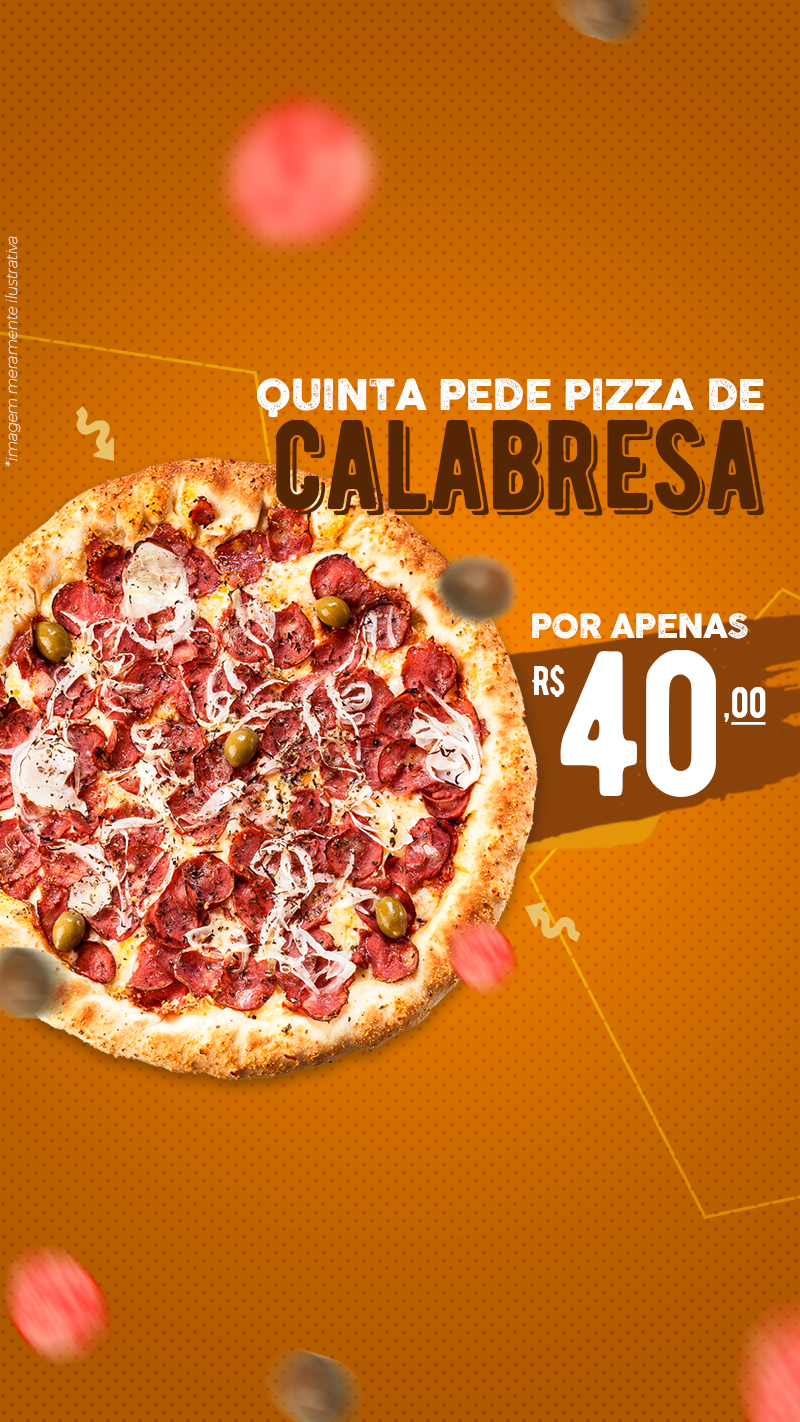 *imagem meramente ilustrativa
QUINTA PEDE PIZZA DE
CALABRESA
POR APENAS
R$ 40,00